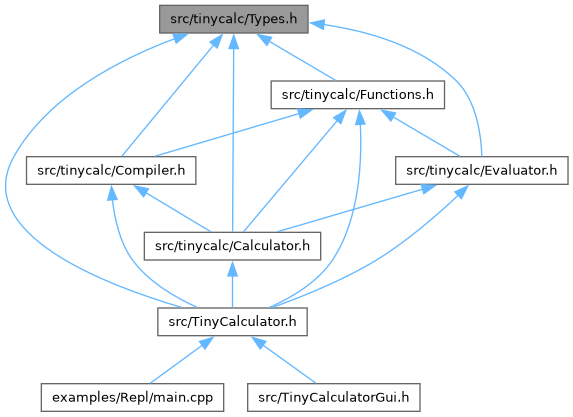 src/tinycalc/Types.h
src/tinycalc/Functions.h
src/tinycalc/Compiler.h
src/tinycalc/Evaluator.h
src/tinycalc/Calculator.h
src/TinyCalculator.h
examples/Repl/main.cpp
src/TinyCalculatorGui.h